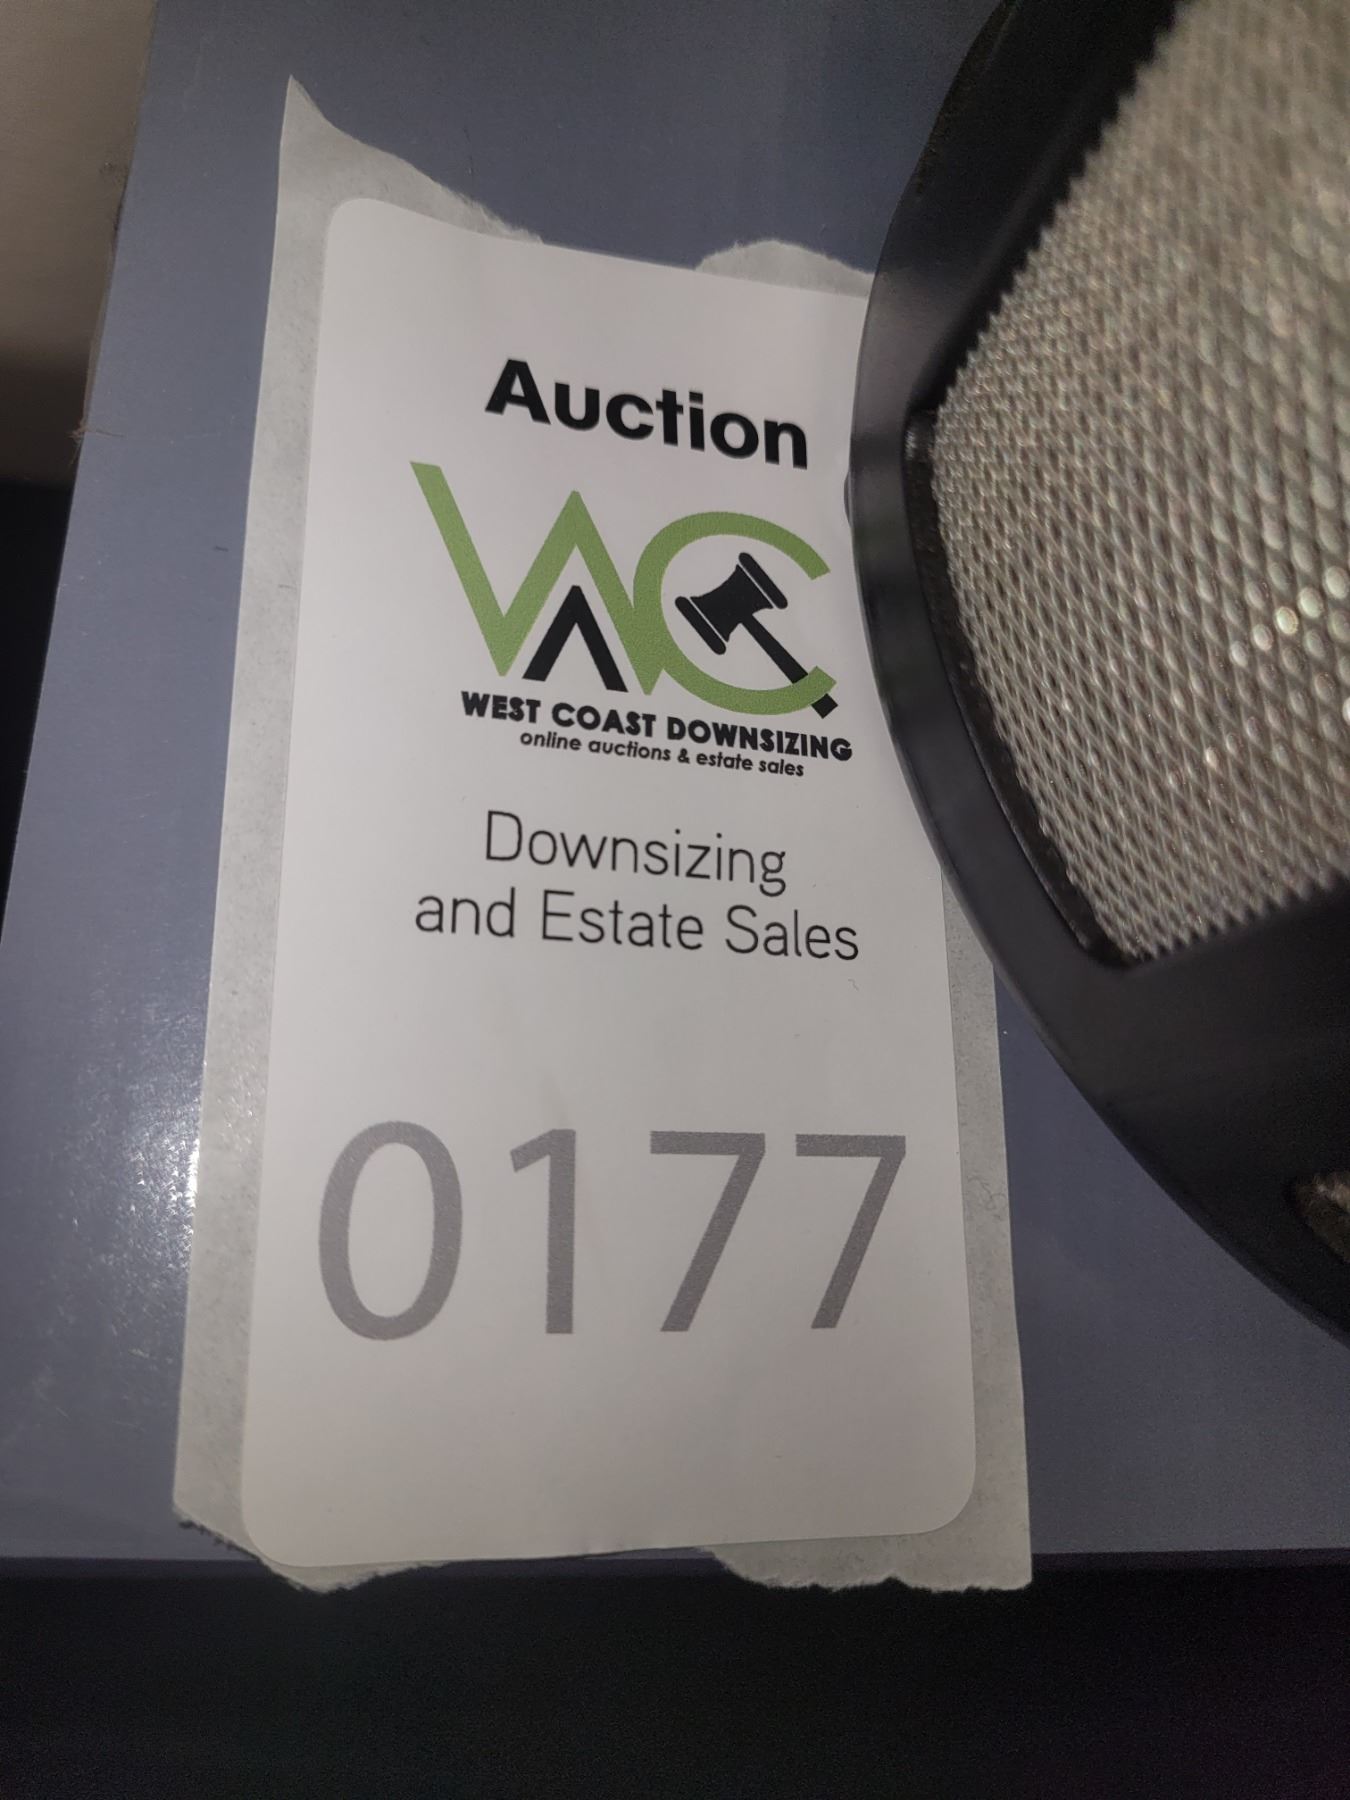 Auction
WC
WEST COAST DOWNSIZING
online auctions & estate sales
Downsizing
and Estate Sales
0177